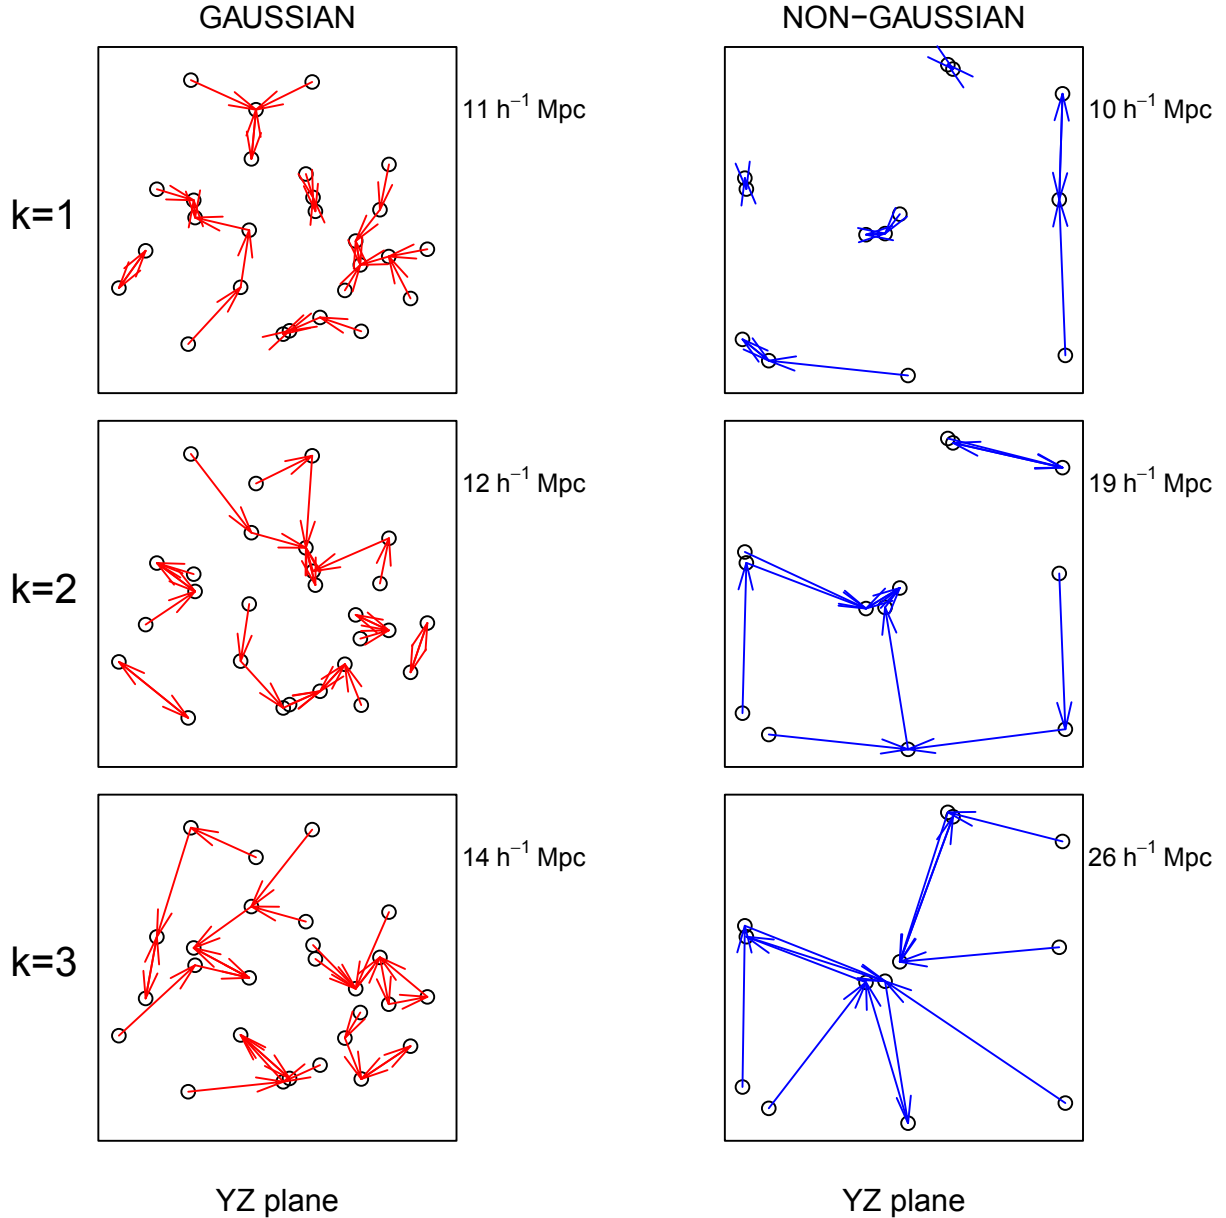 GAUSSIAN NON−GAUSSIAN
11 h⁻¹ Mpc 10 h⁻¹ Mpc
k=1
12 h⁻¹ Mpc 19 h⁻¹ Mpc
k=2
14 h⁻¹ Mpc 26 h⁻¹ Mpc
k=3
YZ plane YZ plane